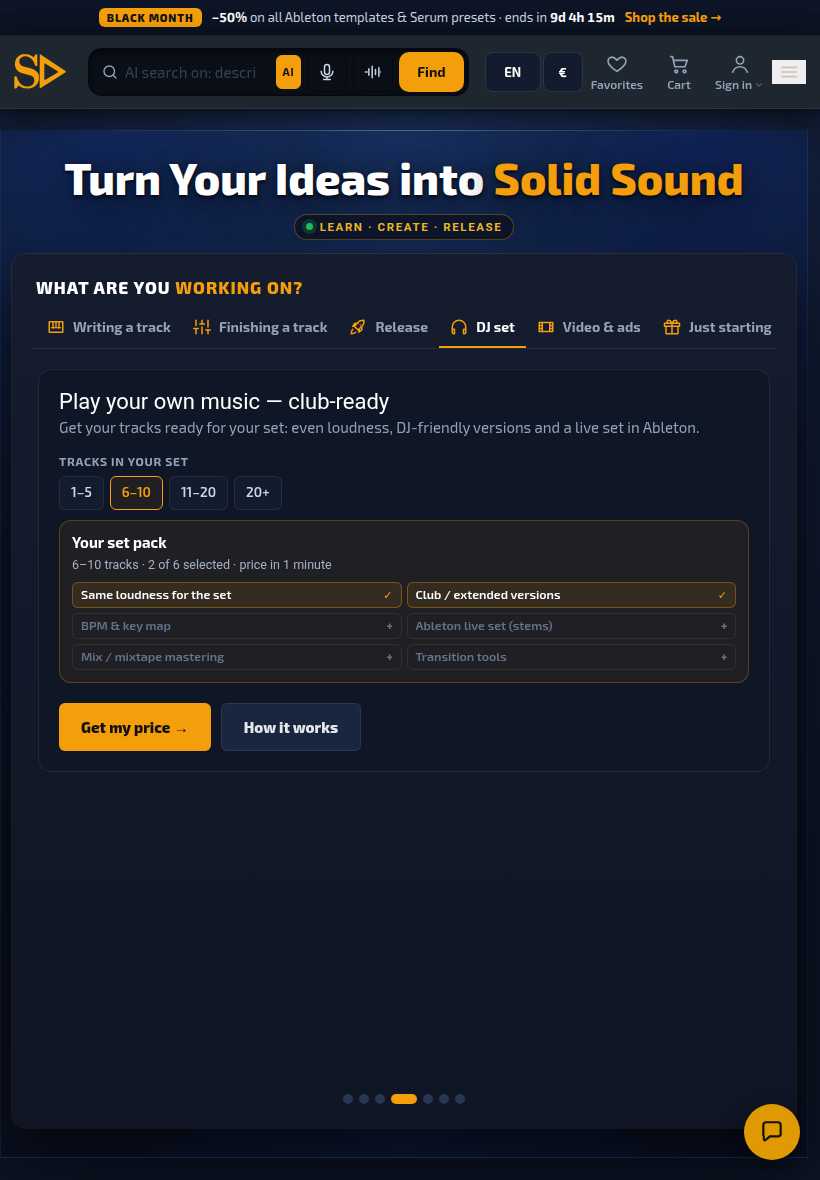 BLACK MONTH −50% on all Ableton templates & Serum presets · ends in 9d 4h 15m Shop the sale →
AI search on: descri AI Find EN € Favorites Cart Sign in
Turn Your Ideas into Solid Sound
LEARN · CREATE · RELEASE
WHAT ARE YOU WORKING ON?
Writing a track Finishing a track Release DJ set Video & ads Just starting
Play your own music — club-ready
Get your tracks ready for your set: even loudness, DJ-friendly versions and a live set in Ableton.
TRACKS IN YOUR SET
1–5 6–10 11–20 20+
Your set pack
6–10 tracks · 2 of 6 selected · price in 1 minute
Same loudness for the set ✓ Club / extended versions ✓
BPM & key map + Ableton live set (stems) +
Mix / mixtape mastering + Transition tools +
Get my price → How it works